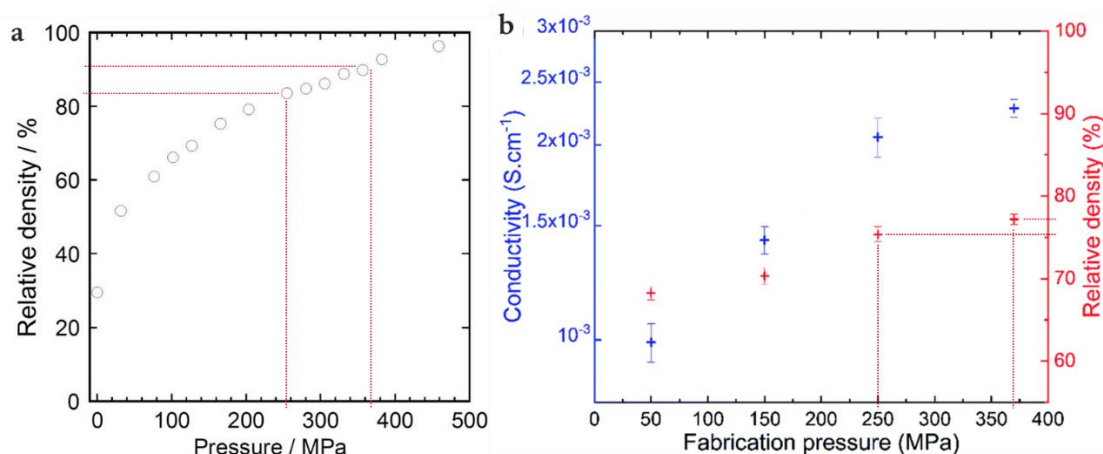 a
Relative density / %
100
80
60
40
20
0
0
100
200
300
400
500
Pressure / MPa
b
Conductivity (S.cm⁻¹)
3x10⁻³
2.5x10⁻³
2x10⁻³
1.5x10⁻³
10⁻³
0
50
100
150
200
250
300
350
400
Fabrication pressure (MPa)
100
90
80
70
60
Relative density (%)